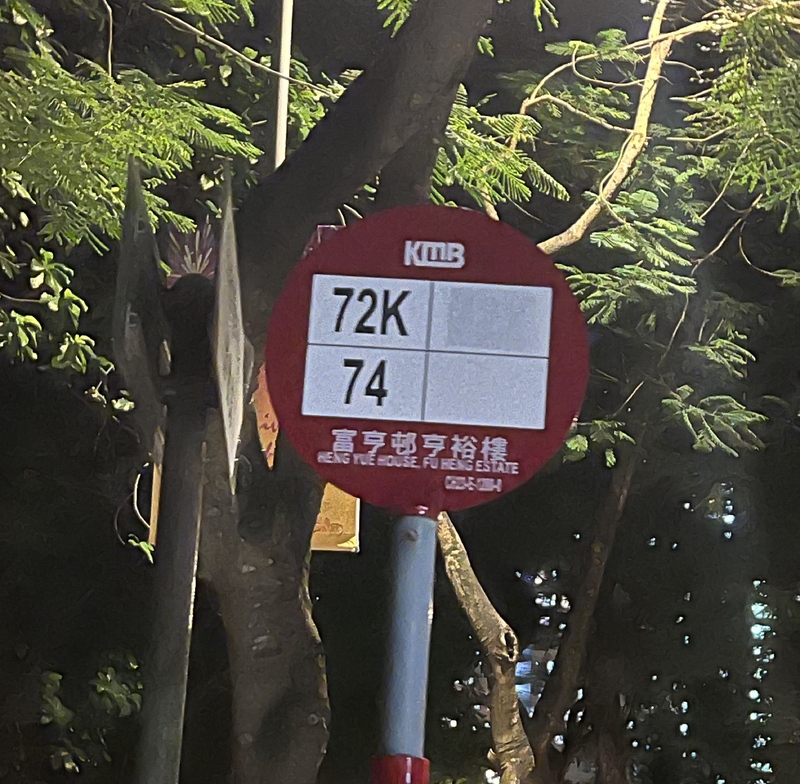 KMB
72K
74
富亨邨亨裕樓
HENG YUE HOUSE, FU HENG ESTATE